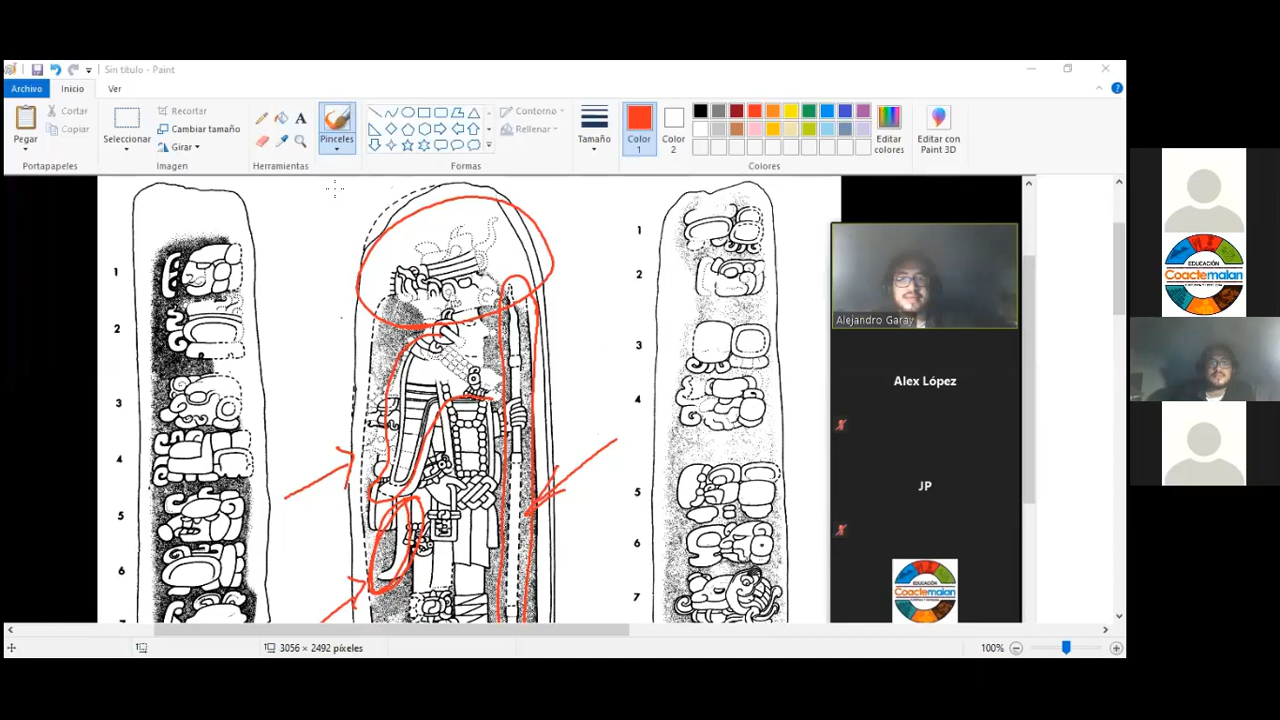 Sin título - Paint
Archivo Inicio Ver
Pegar
Cortar
Copiar
Portapapeles
Seleccionar
Recortar
Cambiar tamaño
Girar
Imagen
A
Herramientas
Pinceles
Contorno
Rellenar
Formas
Tamaño
Color
1
Color
2
Editar
colores
Editar con
Paint 3D
Colores
1
2
3
4
5
6
1
2
3
4
5
6
7
Alejandro Garay
Alex López
JP
EDUCACIÓN
Coactemalan
EDUCACIÓN
Coactemalan
3056 × 2492 píxeles
100%